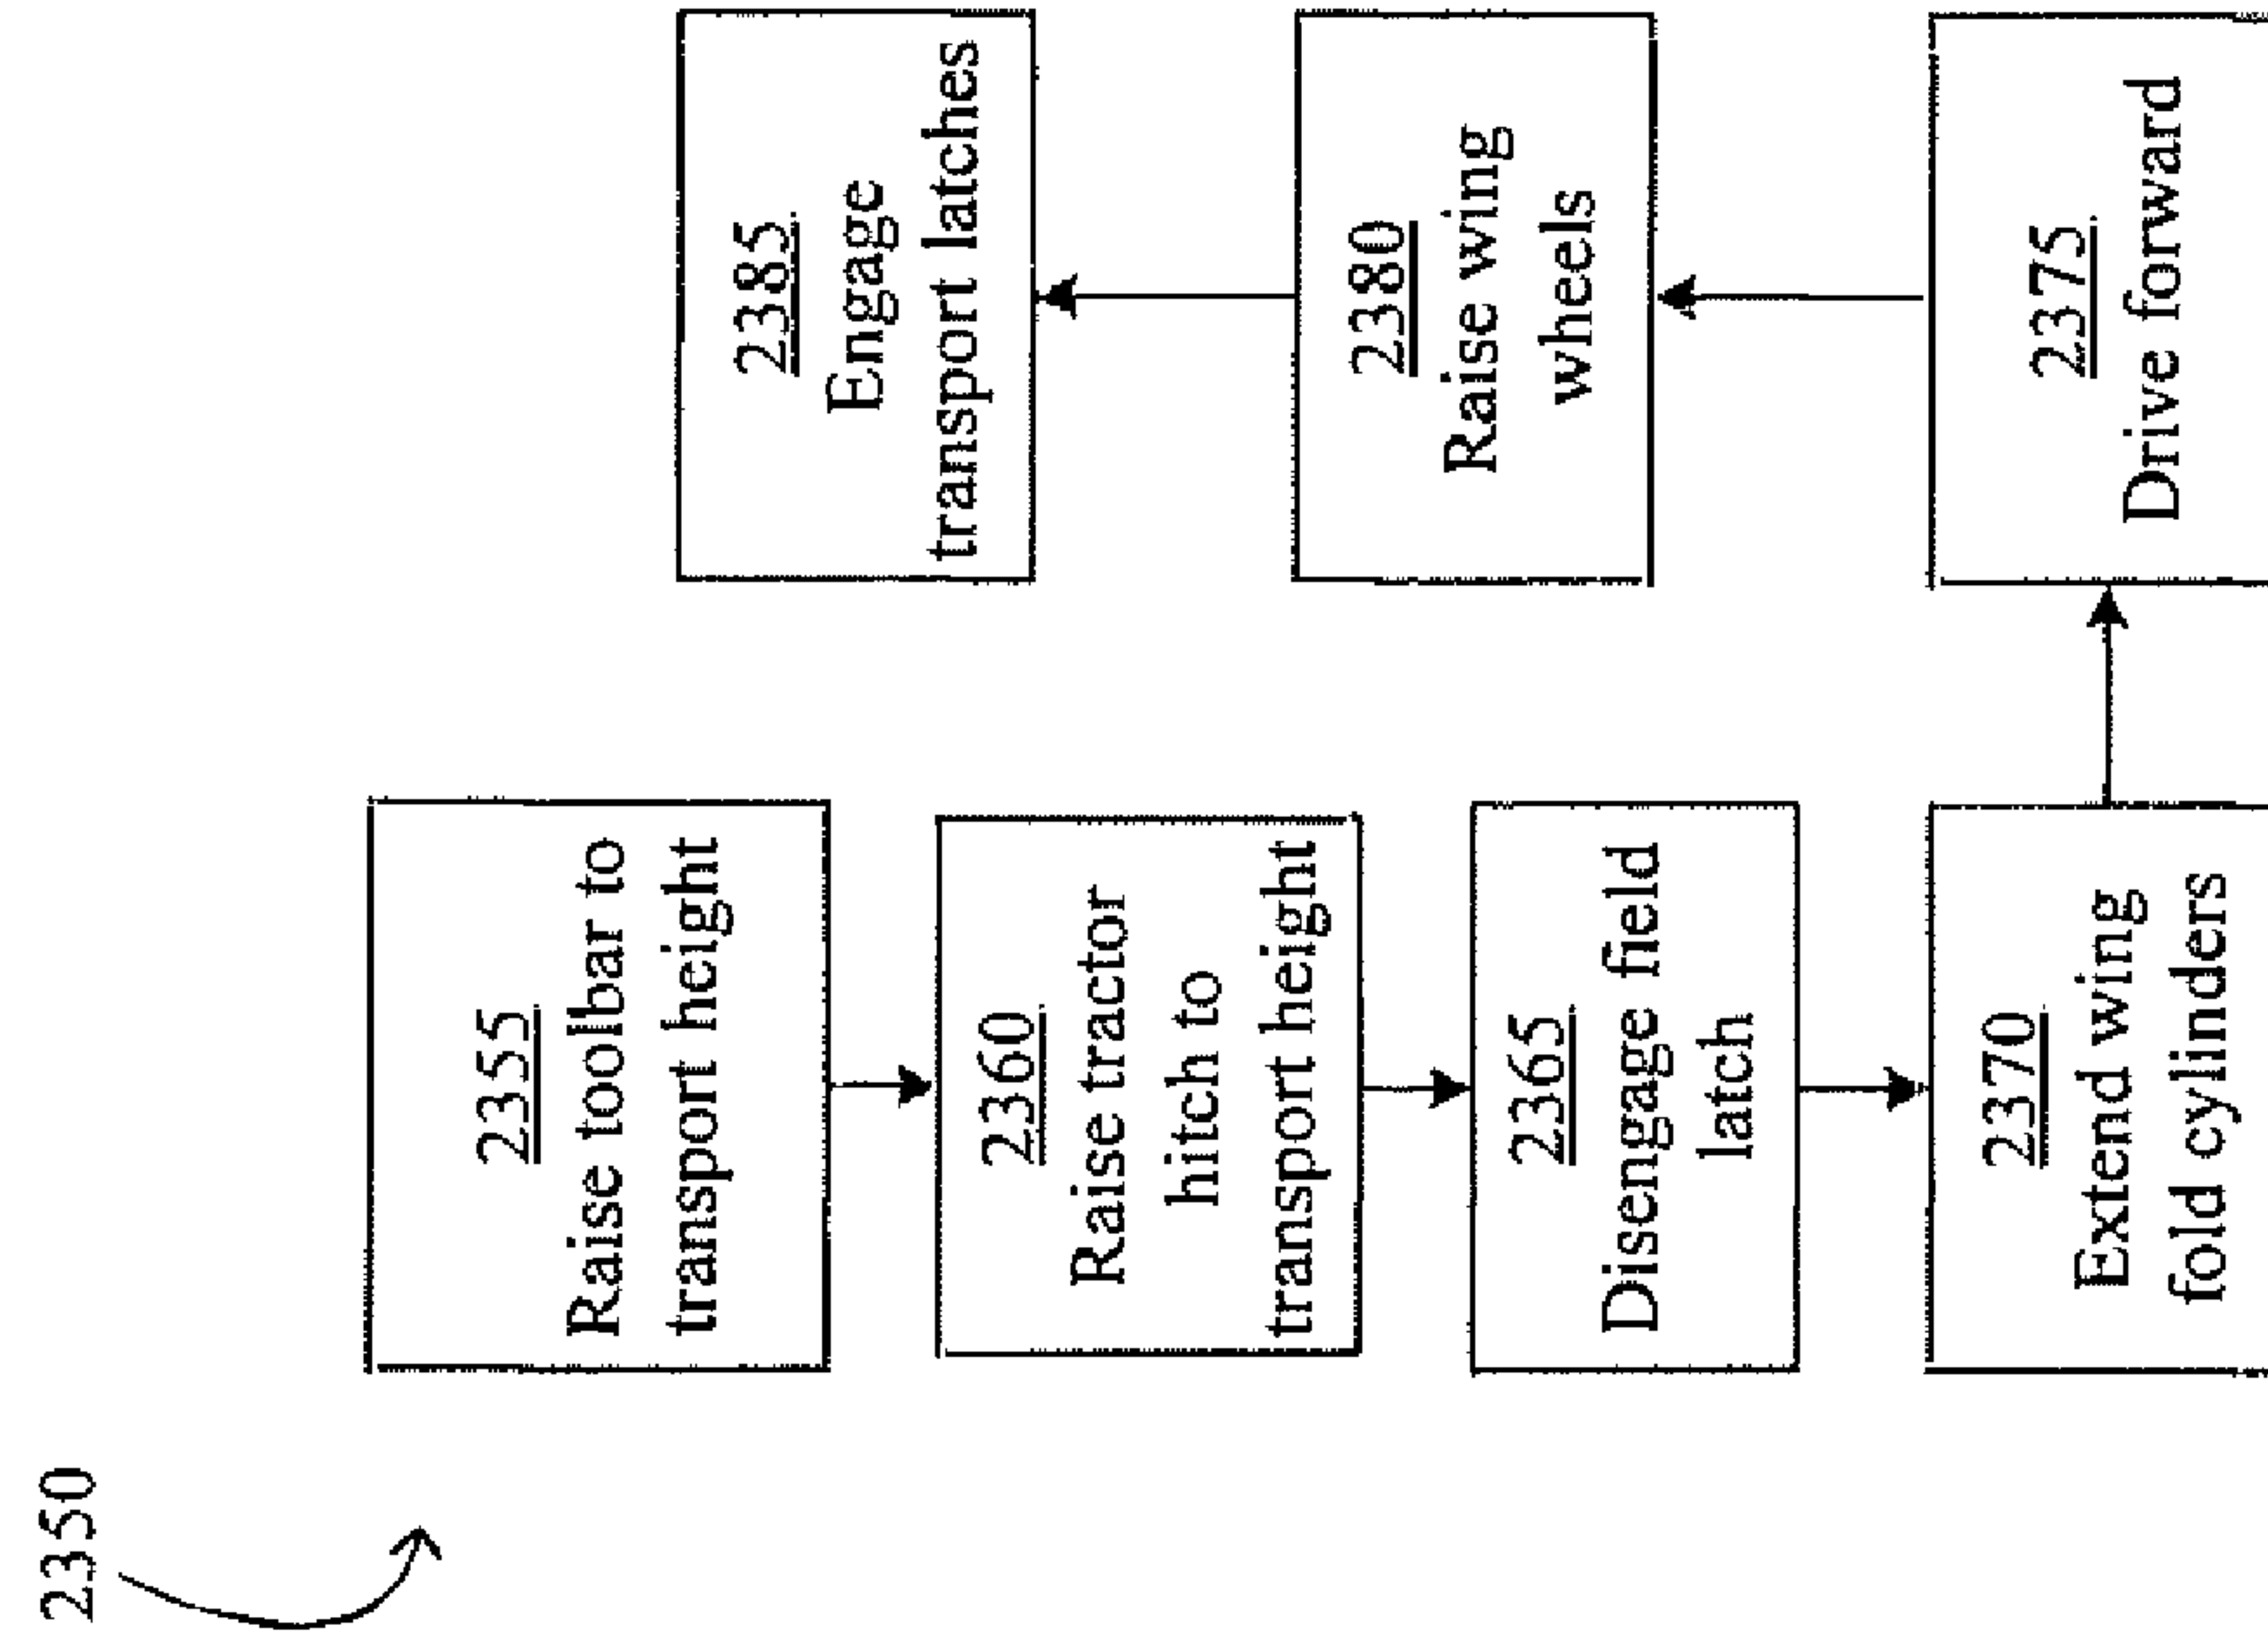 2350
2355
Raise toolbar to
transport height
2360
Raise tractor
hitch to
transport height
2365
Disengage field
latch
2370
Extend wing
fold cylinders
2375
Drive forward
2380
Raise wing
wheels
2385
Engage
transport latches